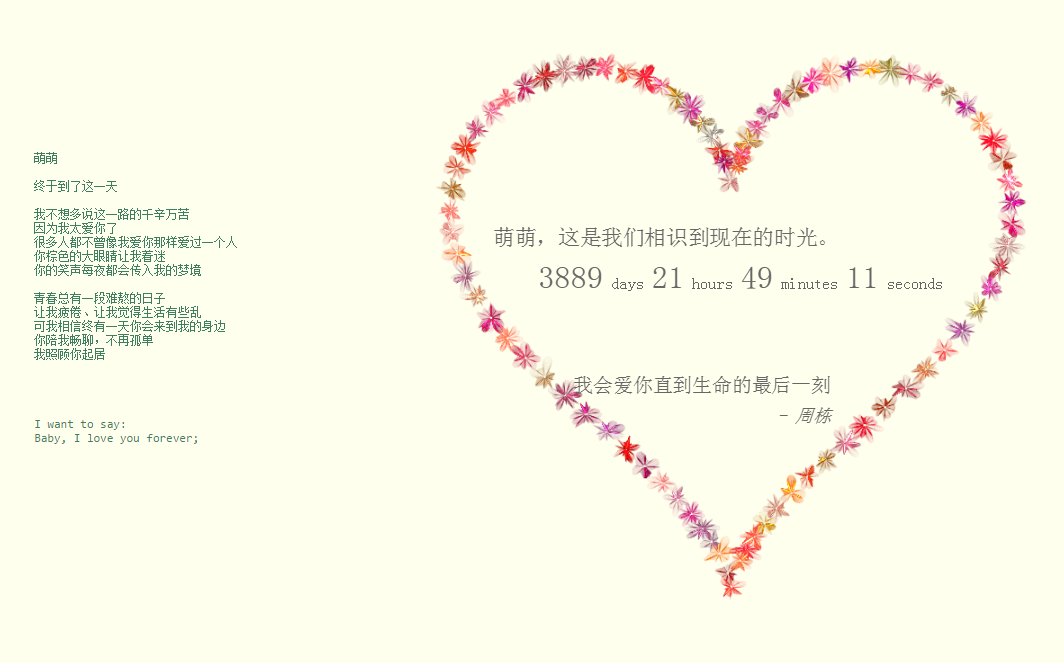 萌萌
终于到了这一天
我不想多说这一路的千辛万苦
因为我太爱你了
很多人都不曾像我爱你那样爱过一个人
你棕色的大眼睛让我着迷
你的笑声每夜都会传入我的梦境
青春总有一段难熬的日子
让我疲倦、让我觉得生活有些乱
可我相信终有一天你会来到我的身边
你陪我畅聊，不再孤单
我照顾你起居
I want to say:
Baby, I love you forever;
萌萌，这是我们相识到现在的时光。
3889 days 21 hours 49 minutes 11 seconds
我会爱你直到生命的最后一刻
- 周栋